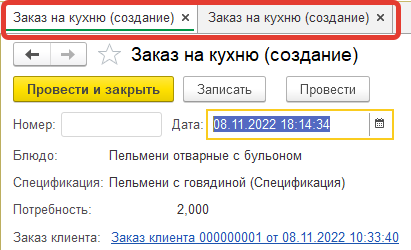 Заказ на кухню (создание) × Заказ на кухню (создание) ×
Заказ на кухню (создание)
Провести и закрыть Записать Провести
Номер: Дата: 08.11.2022 18:14:34
Блюдо: Пельмени отварные с бульоном
Спецификация: Пельмени с говядиной (Спецификация)
Потребность: 2,000
Заказ клиента: Заказ клиента 000000001 от 08.11.2022 10:33:40